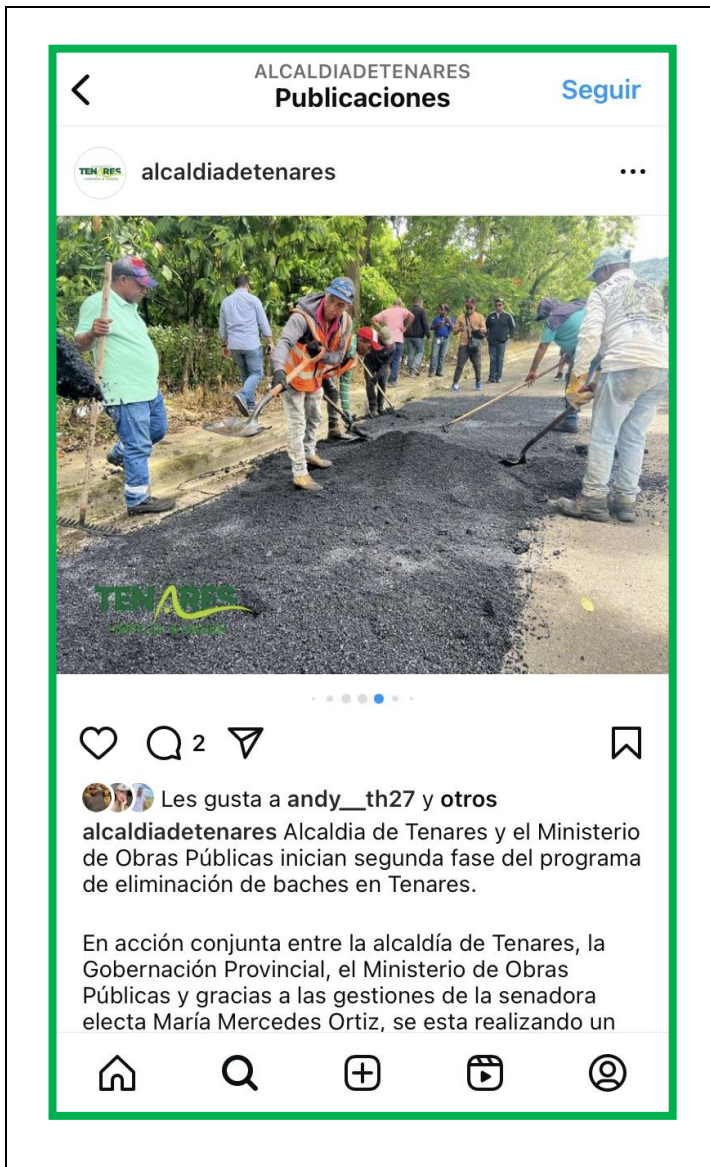 ALCALDIADETENARES
Publicaciones
Seguir
TENARES
alcaldiadetenares
TENARES
2
Les gusta a andy__th27 y otros
alcaldiadetenares Alcaldia de Tenares y el Ministerio
de Obras Públicas inician segunda fase del programa
de eliminación de baches en Tenares.
En acción conjunta entre la alcaldía de Tenares, la
Gobernación Provincial, el Ministerio de Obras
Públicas y gracias a las gestiones de la senadora
electa María Mercedes Ortiz, se esta realizando un